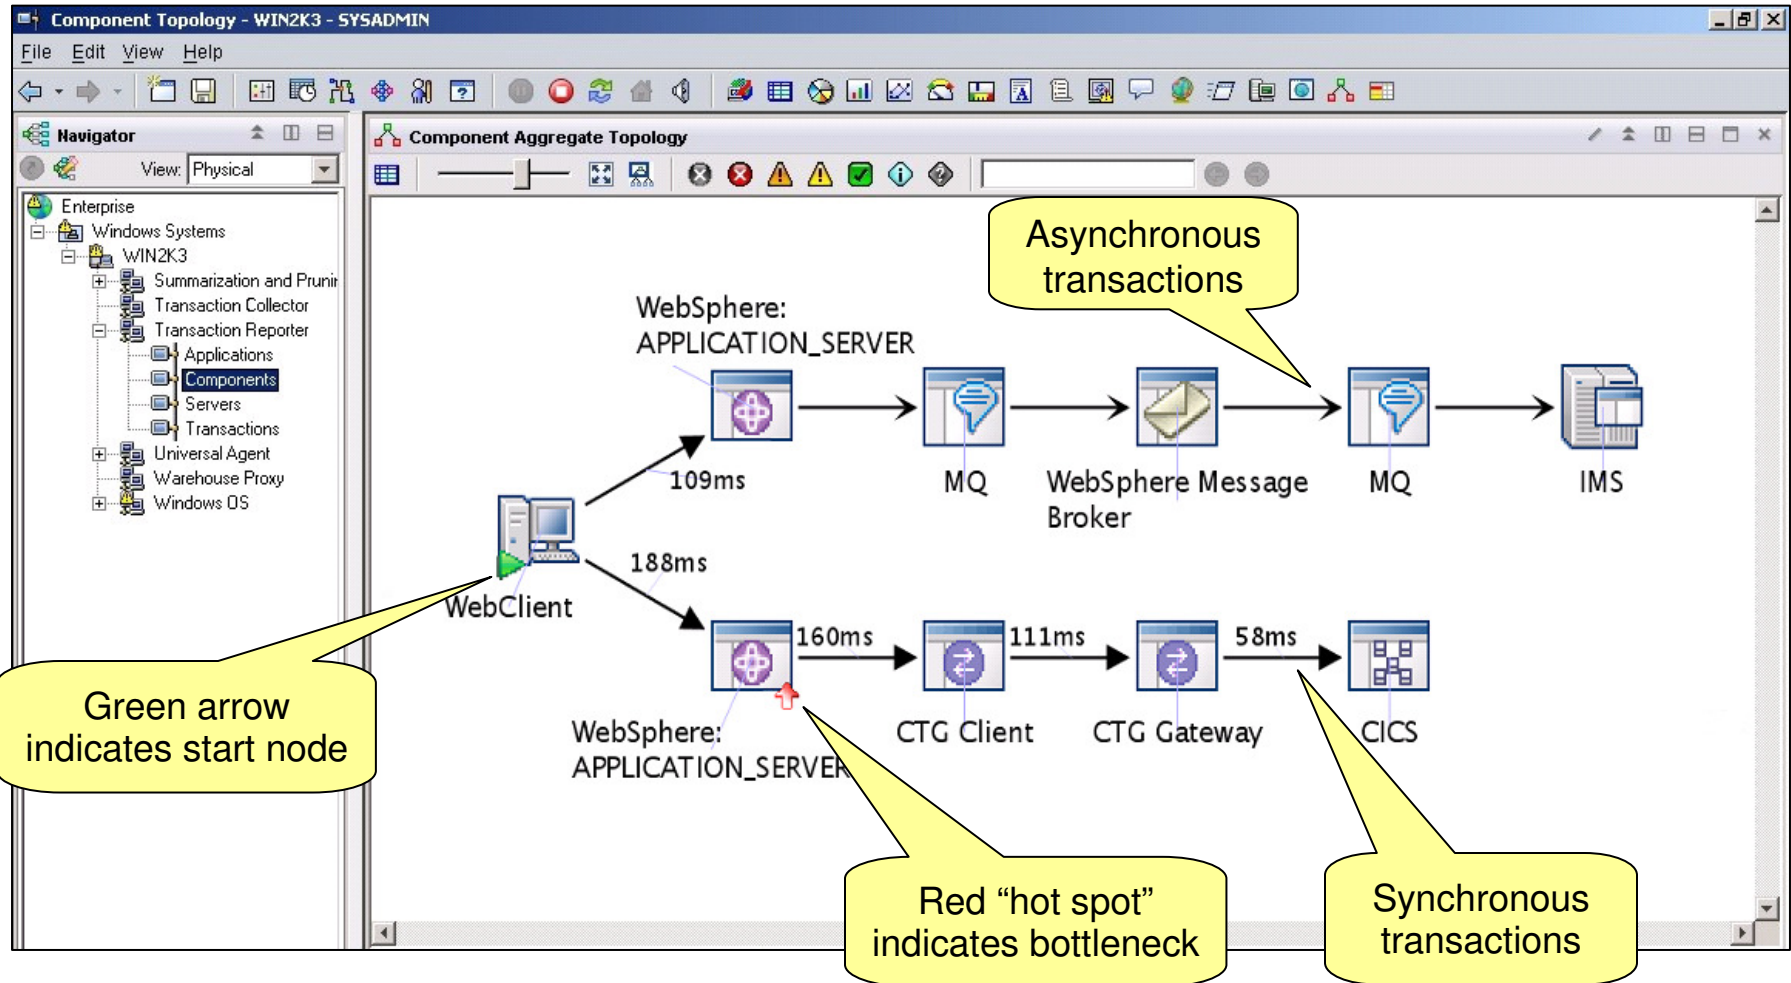 Component Topology - WIN2K3 - SYSADMIN
File Edit View Help
Navigator
View: Physical
Enterprise
Windows Systems
WIN2K3
Summarization and Prunin
Transaction Collector
Transaction Reporter
Applications
Components
Servers
Transactions
Universal Agent
Warehouse Proxy
Windows OS
Component Aggregate Topology
Asynchronous
transactions
WebSphere:
APPLICATION_SERVER
MQ
WebSphere Message
Broker
MQ
IMS
109ms
188ms
WebClient
160ms
111ms
58ms
WebSphere:
APPLICATION_SERVER
CTG Client
CTG Gateway
CICS
Green arrow
indicates start node
Red “hot spot”
indicates bottleneck
Synchronous
transactions